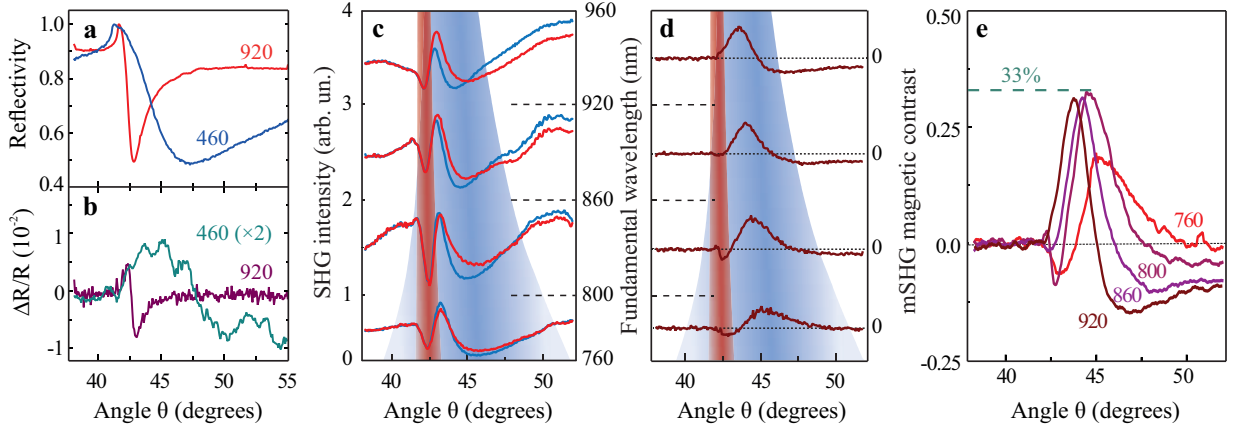 a
920
460
Reflectivity
1.0
0.8
0.6
0.4
b
460 (×2)
920
ΔR/R (10⁻²)
1
0
-1
40 45 50 55
Angle θ (degrees)
c
SHG intensity (arb. un.)
4
3
2
1
0
40 45 50
Angle θ (degrees)
960
920
860
800
760
Fundamental wavelength (nm)
d
0
0
0
0
40 45 50
Angle θ (degrees)
e
33%
760
800
860
920
mSHG magnetic contrast
0.50
0.25
0.0
-0.25
40 45 50
Angle θ (degrees)